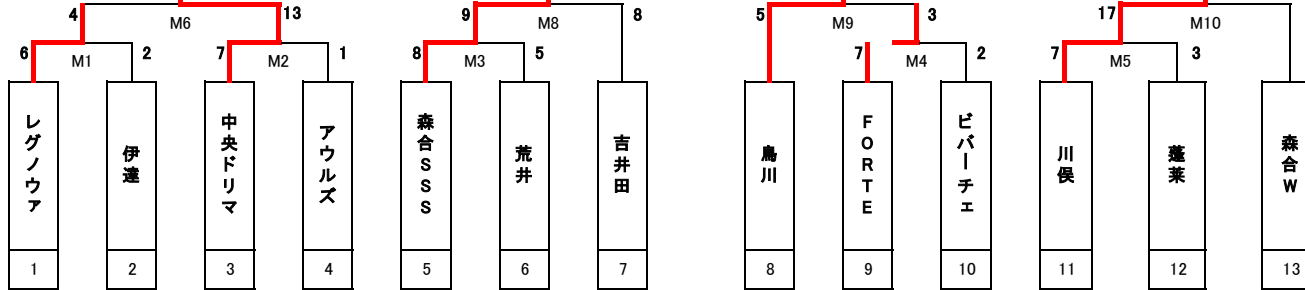 4 13 9 8 5 3 17
M6 M8 M9 M10
6 2 7 1 8 5 7 2 7 3
M1 M2 M3 M4 M5
レグノウァ 伊達 中央ドリマ アウルズ 森合SSS 荒井 吉井田 鳥川 FORTE ビバーチェ 川俣 蓬莱 森合W
1 2 3 4 5 6 7 8 9 10 11 12 13